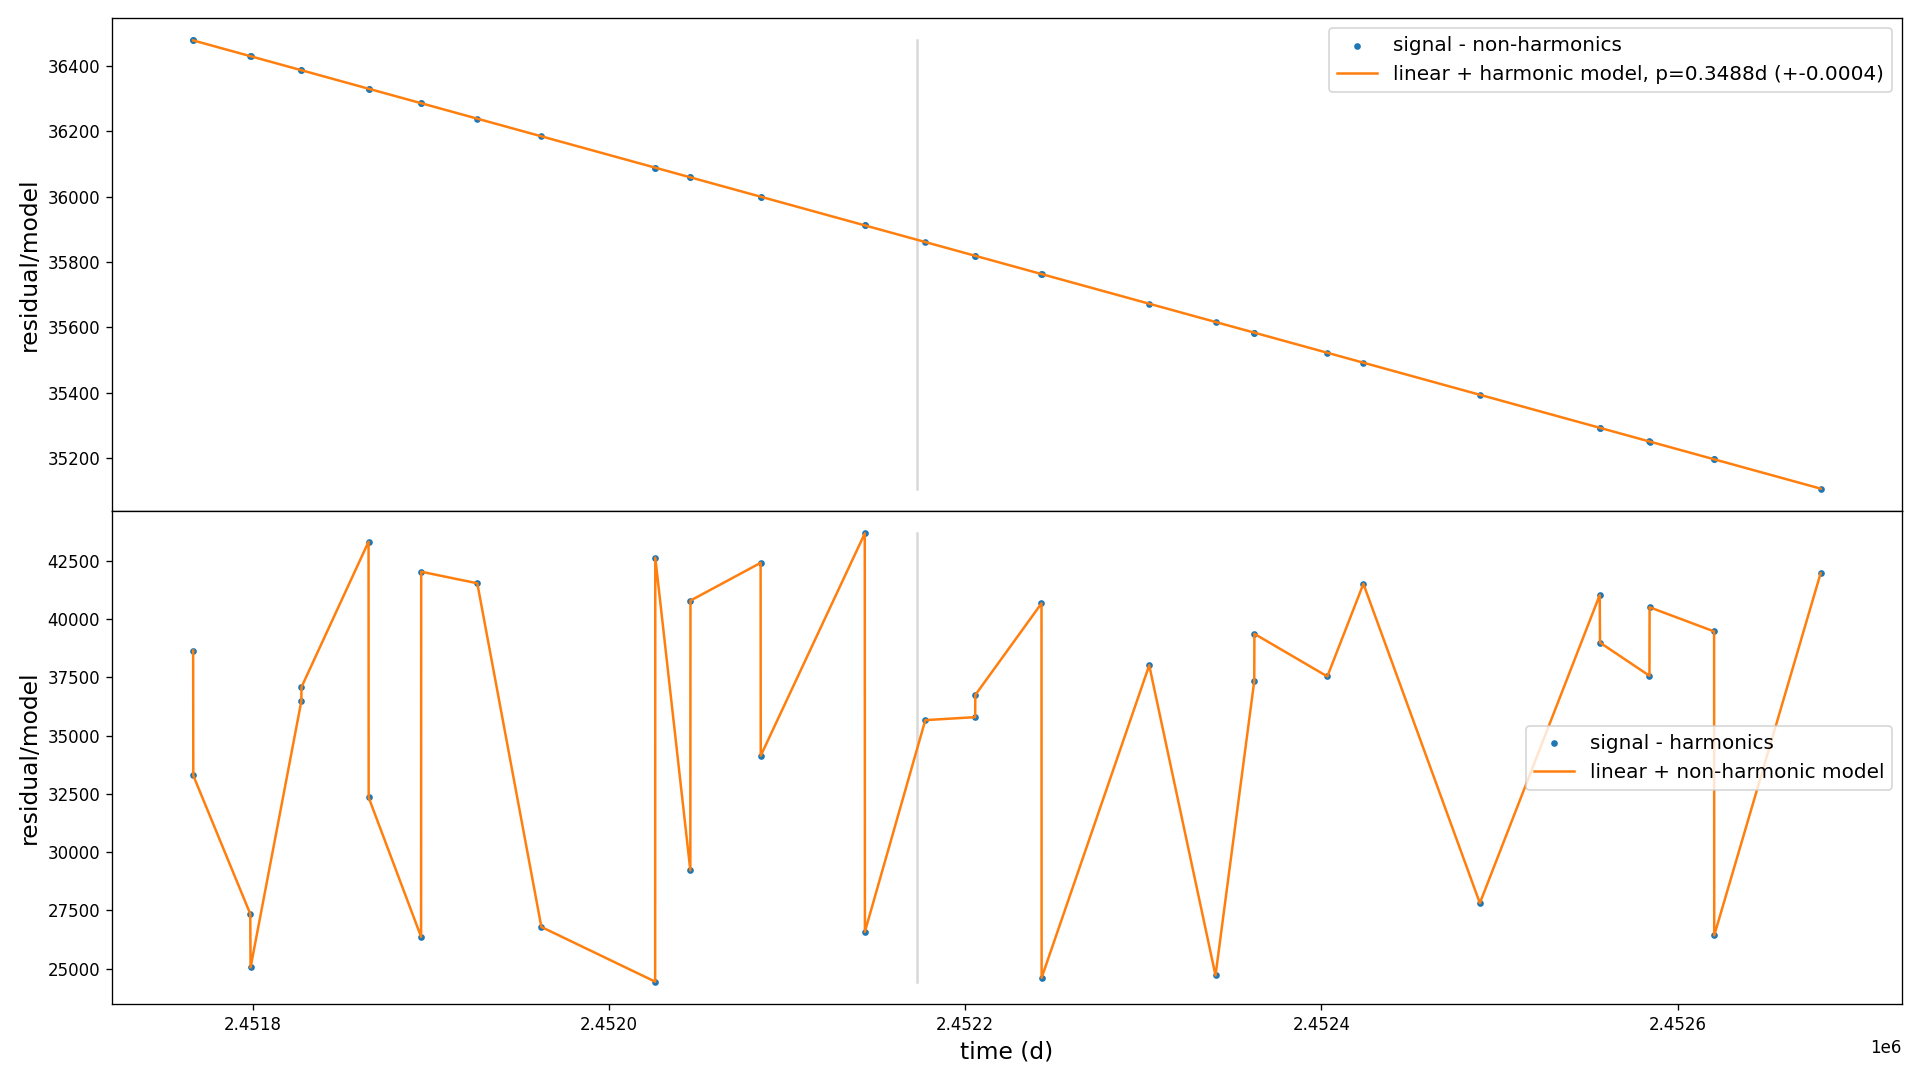 signal - non-harmonics
linear + harmonic model, p=0.3488d (+-0.0004)
36400
36200
36000
35800
35600
35400
35200
residual/model
signal - harmonics
linear + non-harmonic model
42500
40000
37500
35000
32500
30000
27500
25000
residual/model
2.4518 2.4520 2.4522 2.4524 2.4526
1e6
time (d)